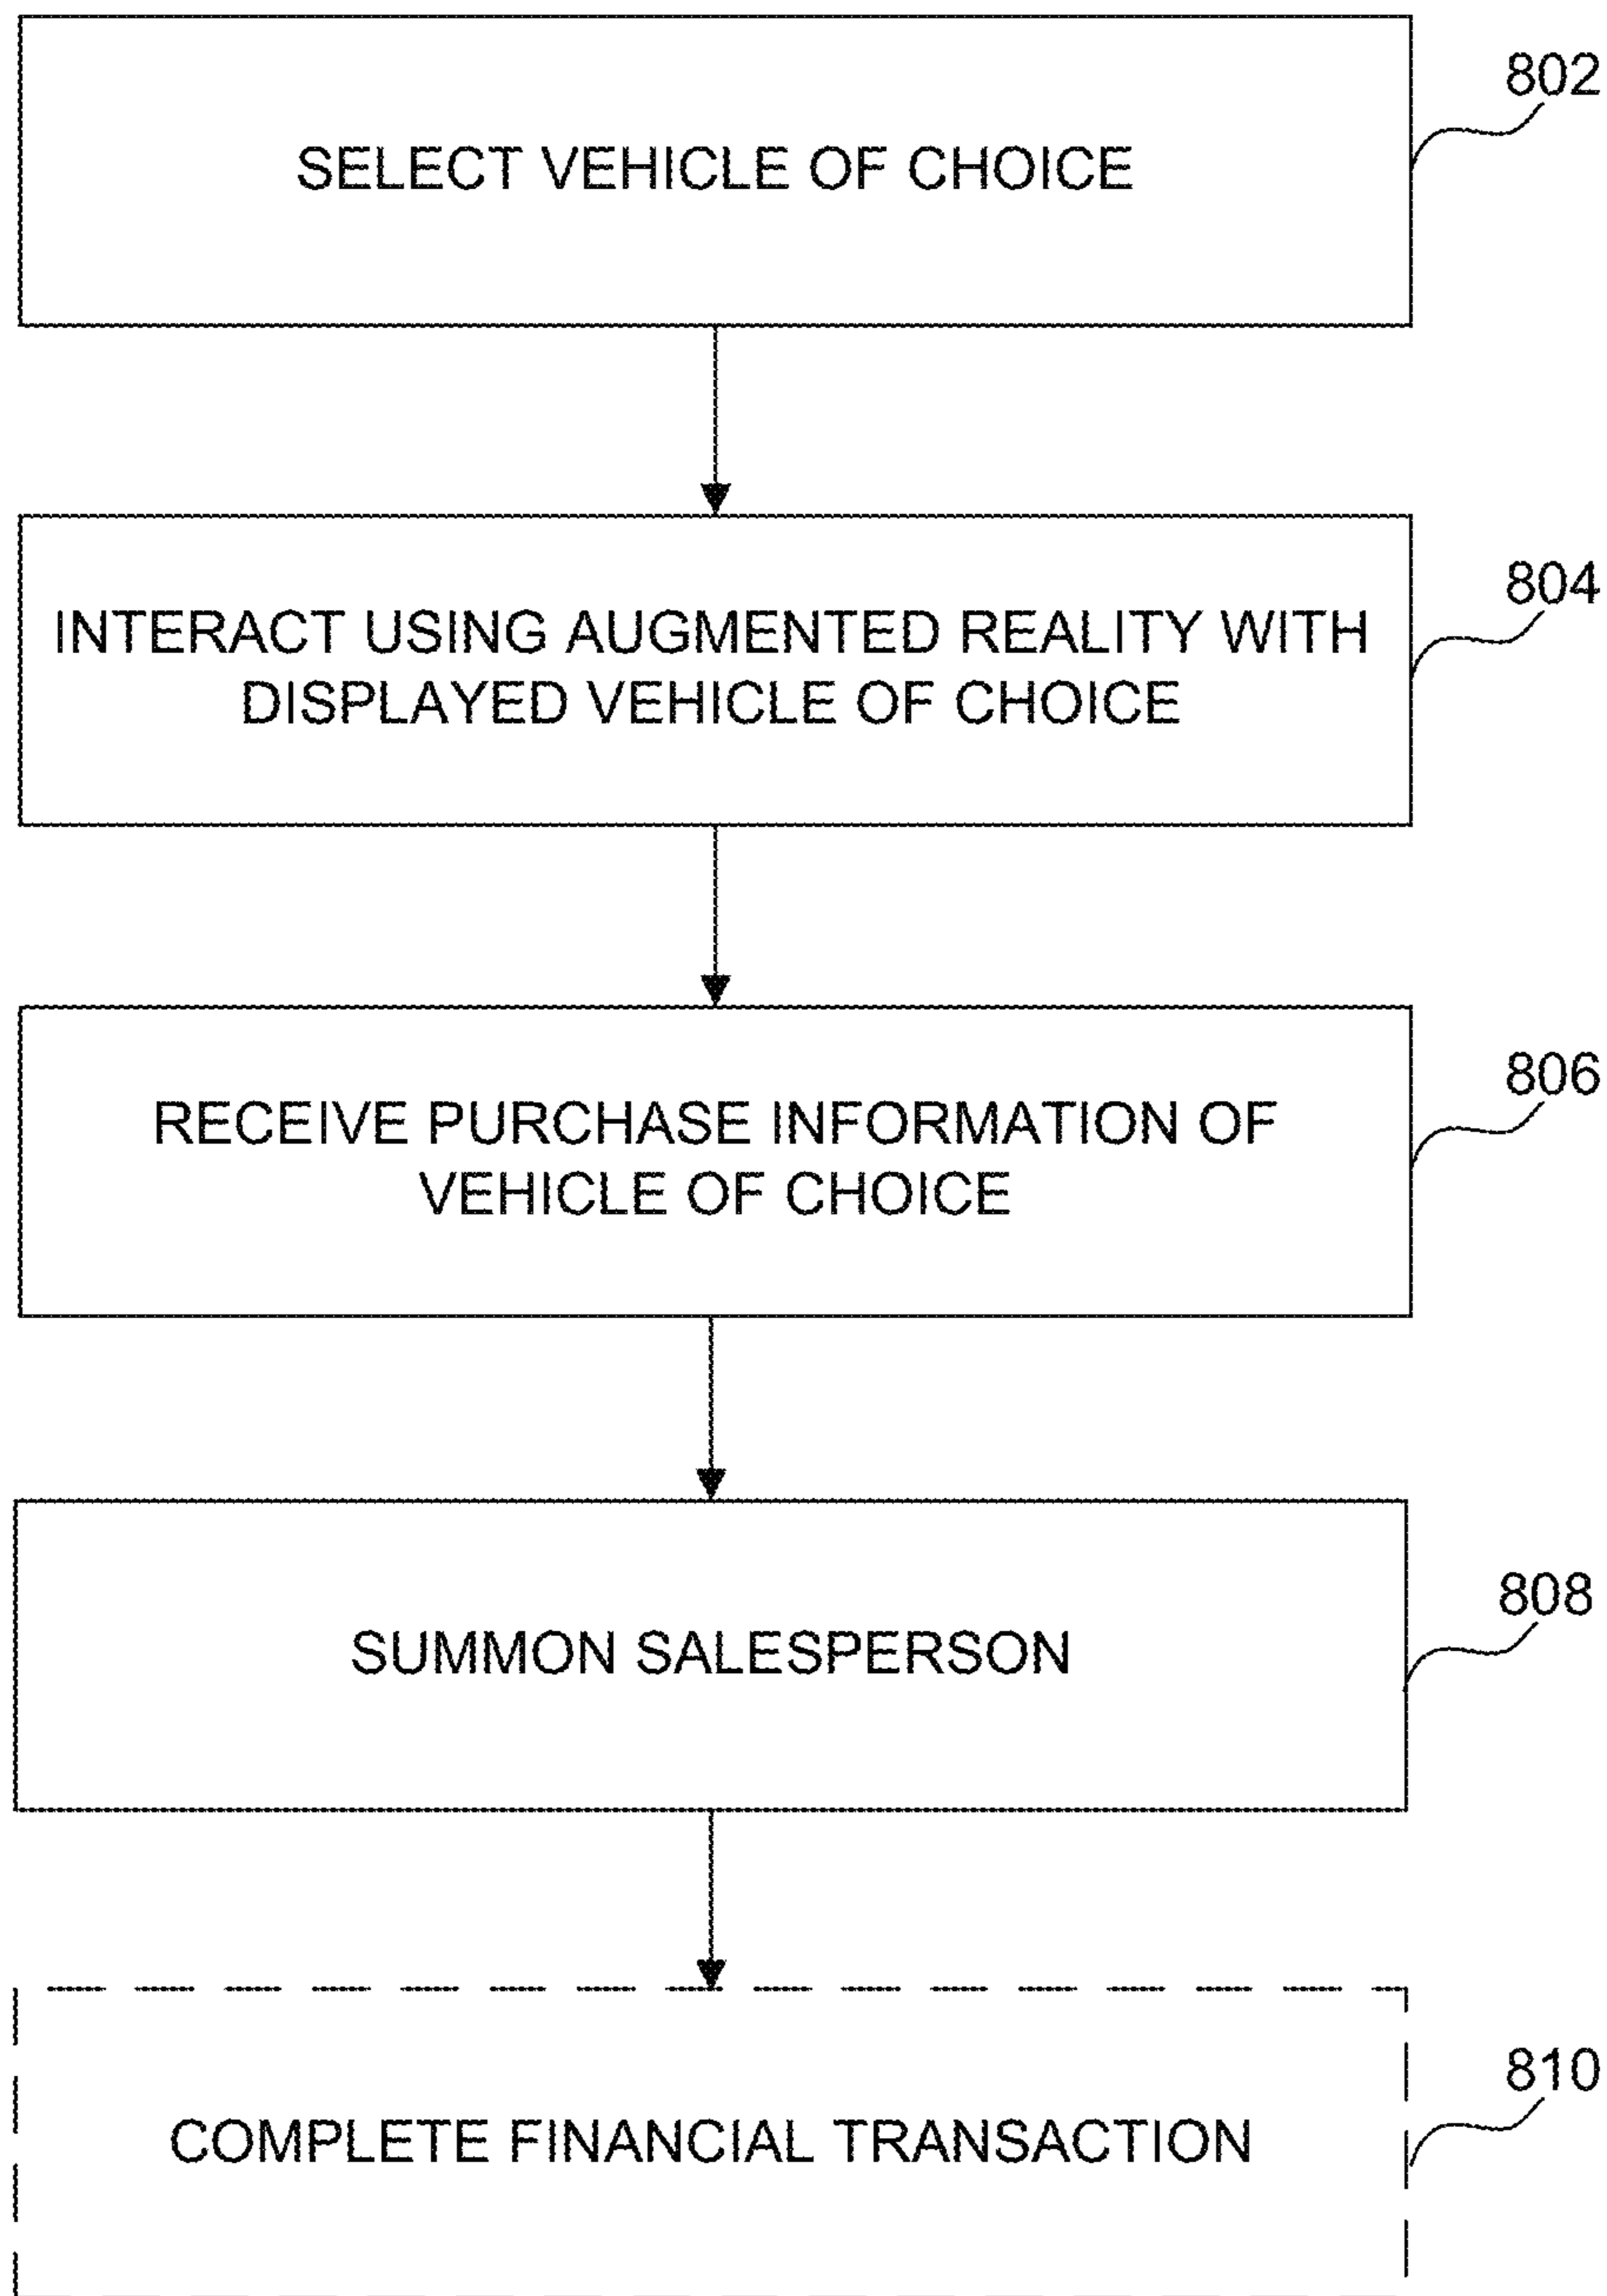 SELECT VEHICLE OF CHOICE
802
INTERACT USING AUGMENTED REALITY WITH
DISPLAYED VEHICLE OF CHOICE
804
RECEIVE PURCHASE INFORMATION OF
VEHICLE OF CHOICE
806
SUMMON SALESPERSON
808
COMPLETE FINANCIAL TRANSACTION
810